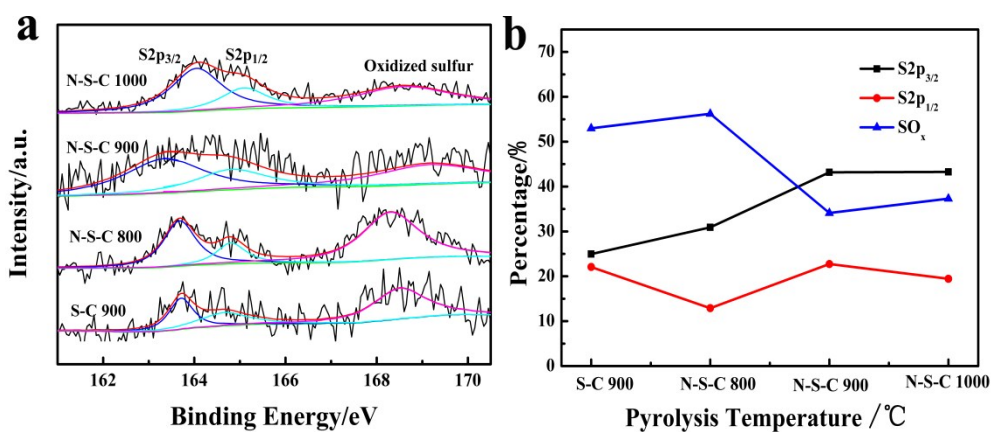 a
S2p3/2
S2p1/2
Oxidized sulfur
N-S-C 1000
N-S-C 900
N-S-C 800
S-C 900
Intensity/a.u.
162 164 166 168 170
Binding Energy/eV
b
70
60
50
40
30
20
10
0
Percentage/%
S2p3/2
S2p1/2
SOx
S-C 900 N-S-C 800 N-S-C 900 N-S-C 1000
Pyrolysis Temperature /℃